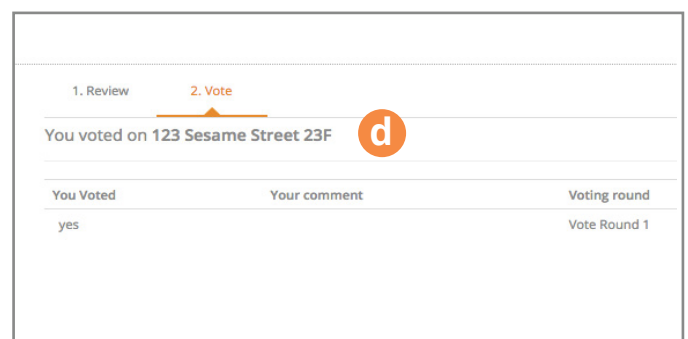 1. Review 2. Vote
You voted on 123 Sesame Street 23F d
You Voted Your comment Voting round
yes Vote Round 1